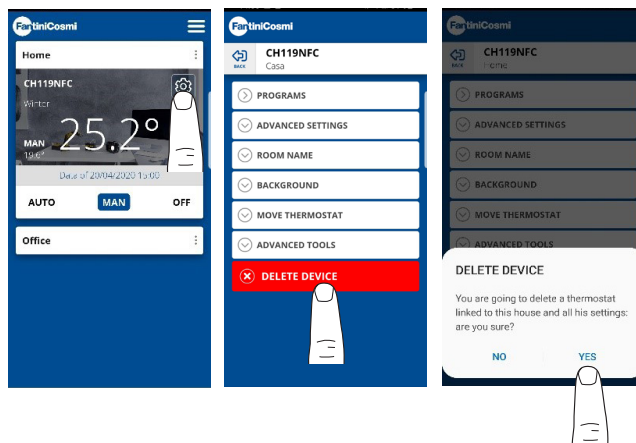 FantiniCosmi
Home
CH119NFC
Winter
25.2°
MAN
19.6°
Data of 20/04/2020 15:00
AUTO
MAN
OFF
Office
FantiniCosmi
BACK
CH119NFC
Casa
PROGRAMS
ADVANCED SETTINGS
ROOM NAME
BACKGROUND
MOVE THERMOSTAT
ADVANCED TOOLS
DELETE DEVICE
FantiniCosmi
BACK
CH119NFC
Home
PROGRAMS
ADVANCED SETTINGS
ROOM NAME
BACKGROUND
MOVE THERMOSTAT
ADVANCED TOOLS
DELETE DEVICE
You are going to delete a thermostat
linked to this house and all his settings:
are you sure?
NO
YES